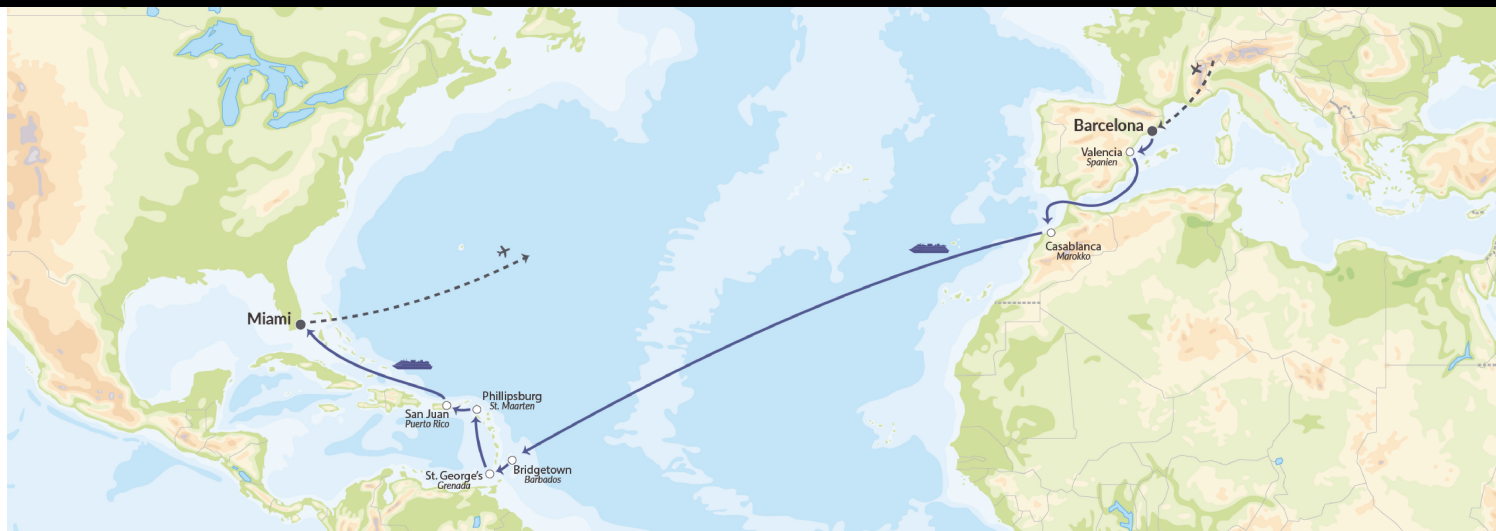 Barcelona
Valencia
Spanien
Casablanca
Marokko
Miami
Phillipsburg
St. Maarten
San Juan
Puerto Rico
St. George's
Grenada
Bridgetown
Barbados